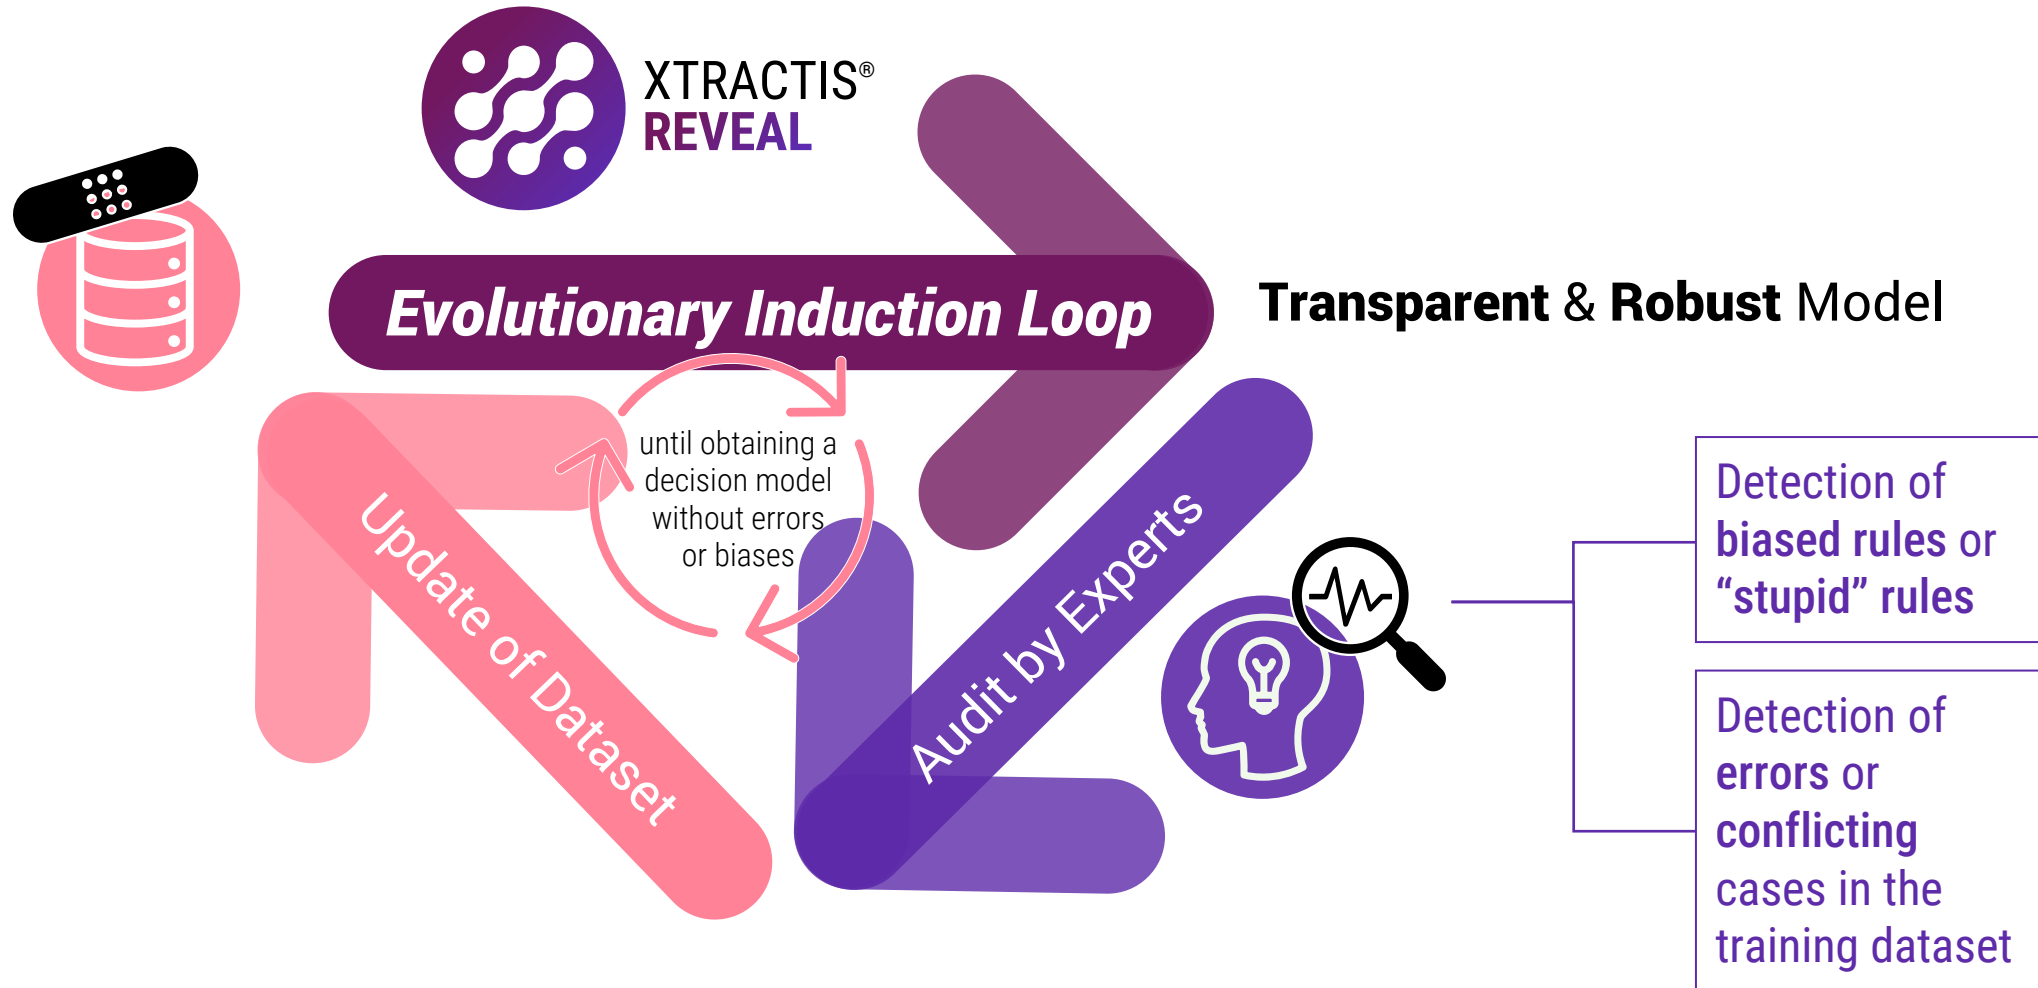 XTRACTIS®
REVEAL
Evolutionary Induction Loop
Transparent & Robust Model
until obtaining a
decision model
without errors
or biases
Update of Dataset
Audit by Experts
Detection of
biased rules or
“stupid” rules
Detection of
errors or
conflicting
cases in the
training dataset